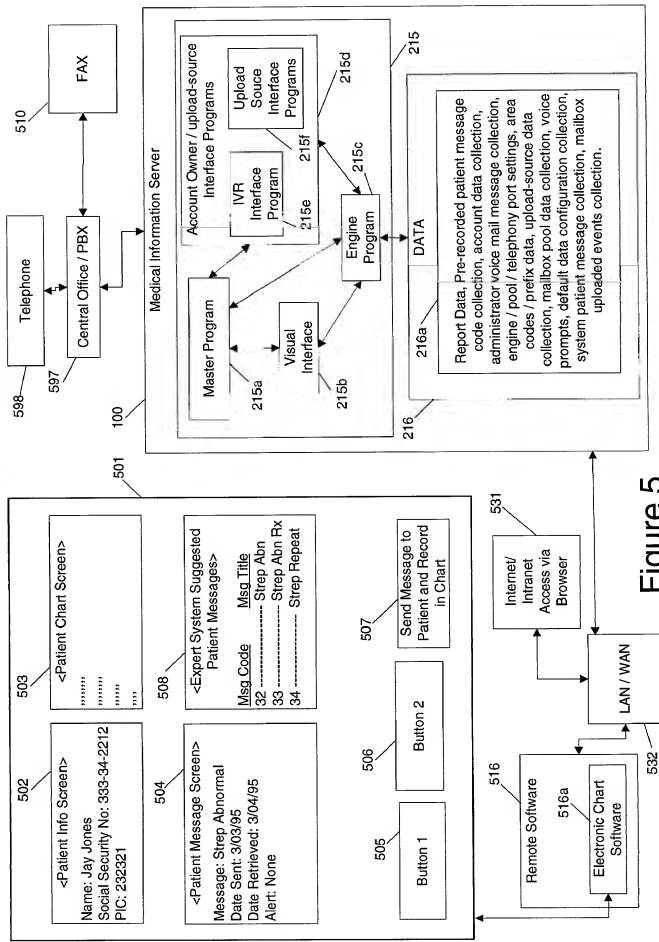 501
502
<Patient Info Screen>
Name: Jay Jones
Social Security No: 333-34-2212
PIC: 232321
503
<Patient Chart Screen>
,,,,,,,,
,,,,,,,,
,,,,,,
,,,,
504
<Patient Message Screen>
Message: Strep Abnormal
Date Sent: 3/03/95
Date Retrieved: 3/04/95
Alert: None
508
<Expert System Suggested
Patient Messages>
Msg Code Msg Title
32 ---------------- Strep Abn
33 ---------------- Strep Abn Rx
34 ---------------- Strep Repeat
505
Button 1
506
Button 2
507
Send Message to
Patient and Record
in Chart
516
Remote Software
516a
Electronic Chart
Software
531
Internet/
Intranet
Access via
Browser
LAN / WAN
532
598
Telephone
597
Central Office / PBX
510
FAX
100
Medical Information Server
Account Owner / upload-source
Interface Programs
Master Program
215a
IVR
Interface
Program
215e
Upload
Souce
Interface
Programs
215f
215d
Visual
Interface
215b
Engine
Program
215c
215
216a
DATA
Report Data, Pre-recorded patient message
code collection, account data collection,
administrator voice mail message collection,
engine / pool / telephony port settings, area
codes / prefix data, upload-source data
collection, mailbox pool data collection, voice
prompts, default data configuration collection,
system patient message collection, mailbox
uploaded events collection.
216
Figure 5